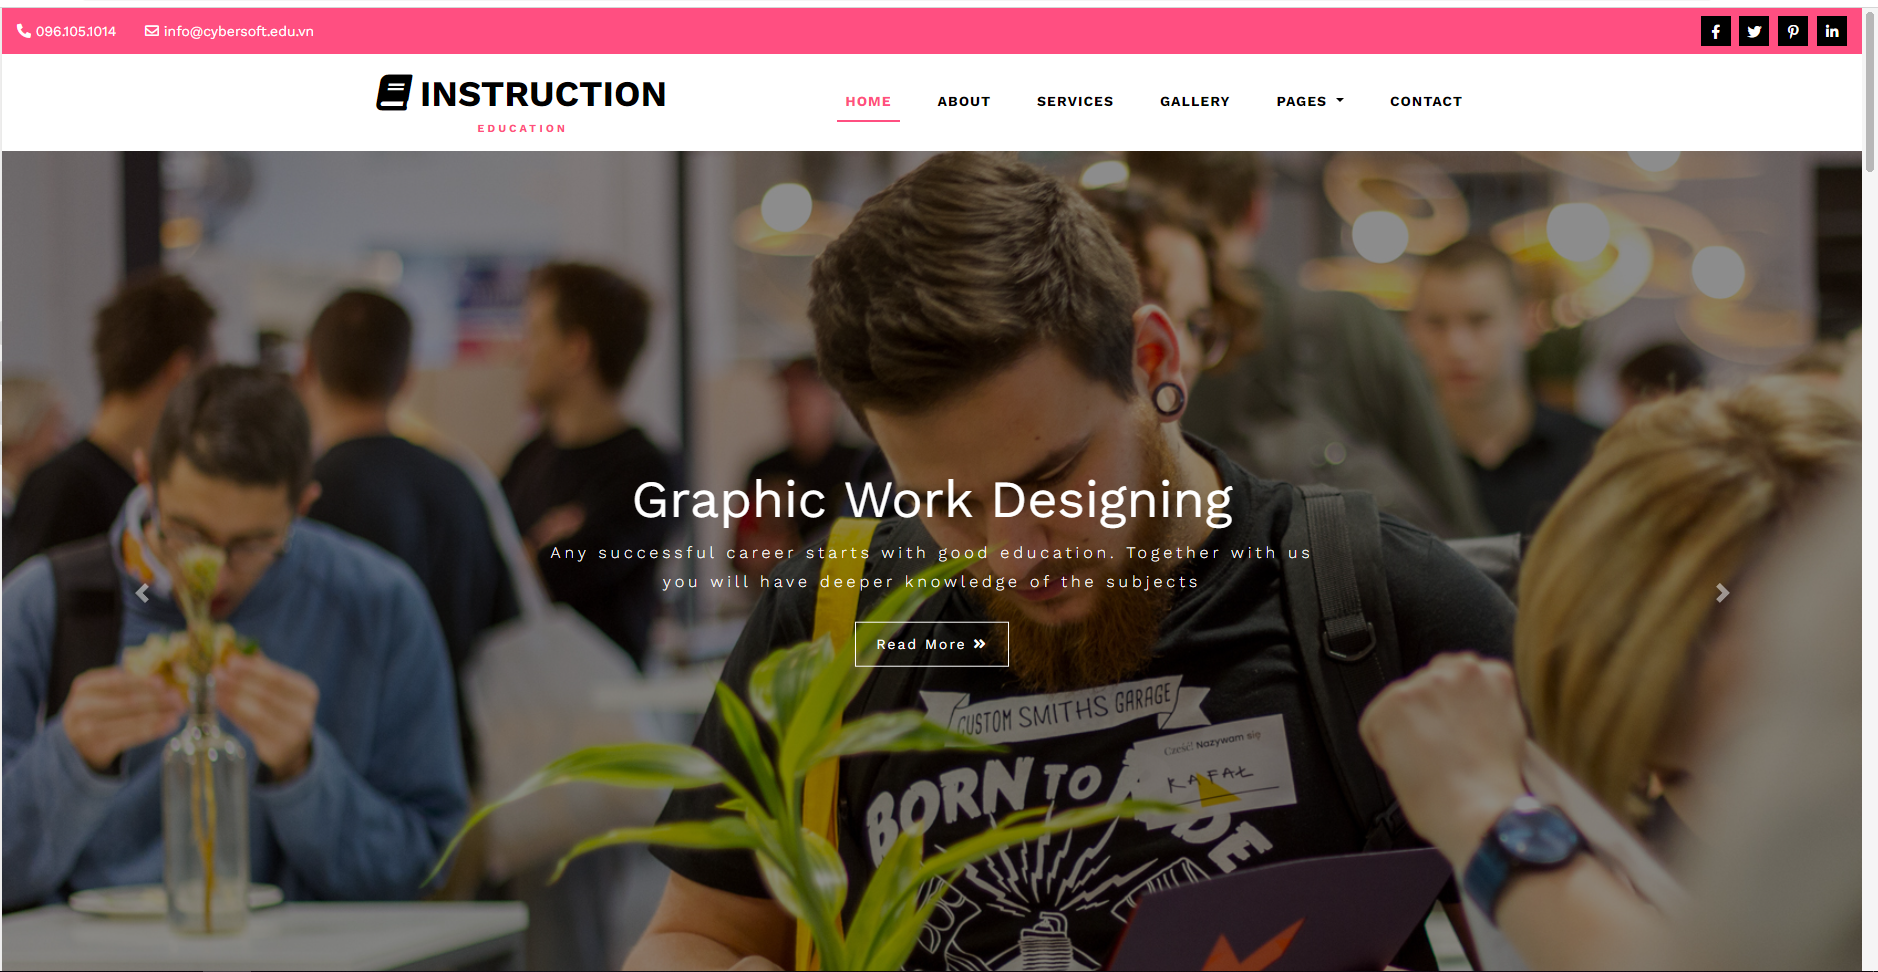 096.105.1014 info@cybersoft.edu.vn
INSTRUCTION
EDUCATION
HOME ABOUT SERVICES GALLERY PAGES CONTACT
Graphic Work Designing
Any successful career starts with good education. Together with us
you will have deeper knowledge of the subjects
Read More
CUSTOM SMITHS GARAGE
Cześć! Nazywam się
RAFAŁ
BORN TO